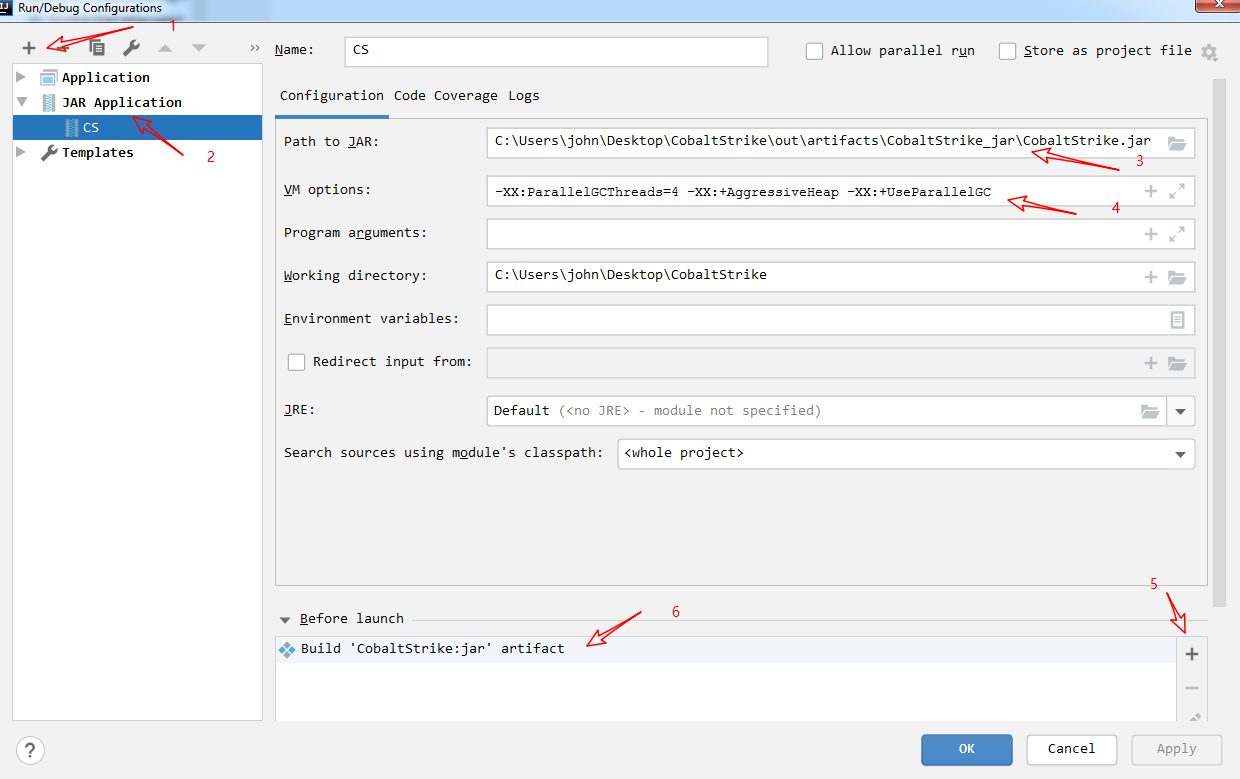 Run/Debug Configurations
1
Name: CS
Allow parallel run
Store as project file
Application
JAR Application
CS
2
Templates
Configuration Code Coverage Logs
Path to JAR: C:\Users\john\Desktop\CobaltStrike\out\artifacts\CobaltStrike_jar\CobaltStrike.jar
3
VM options: -XX:ParallelGCThreads=4 -XX:+AggressiveHeap -XX:+UseParallelGC
4
Program arguments:
Working directory: C:\Users\john\Desktop\CobaltStrike
Environment variables:
Redirect input from:
JRE: Default (<no JRE> - module not specified)
Search sources using module's classpath: <whole project>
5
Before launch
6
Build 'CobaltStrike:jar' artifact
?
OK Cancel Apply